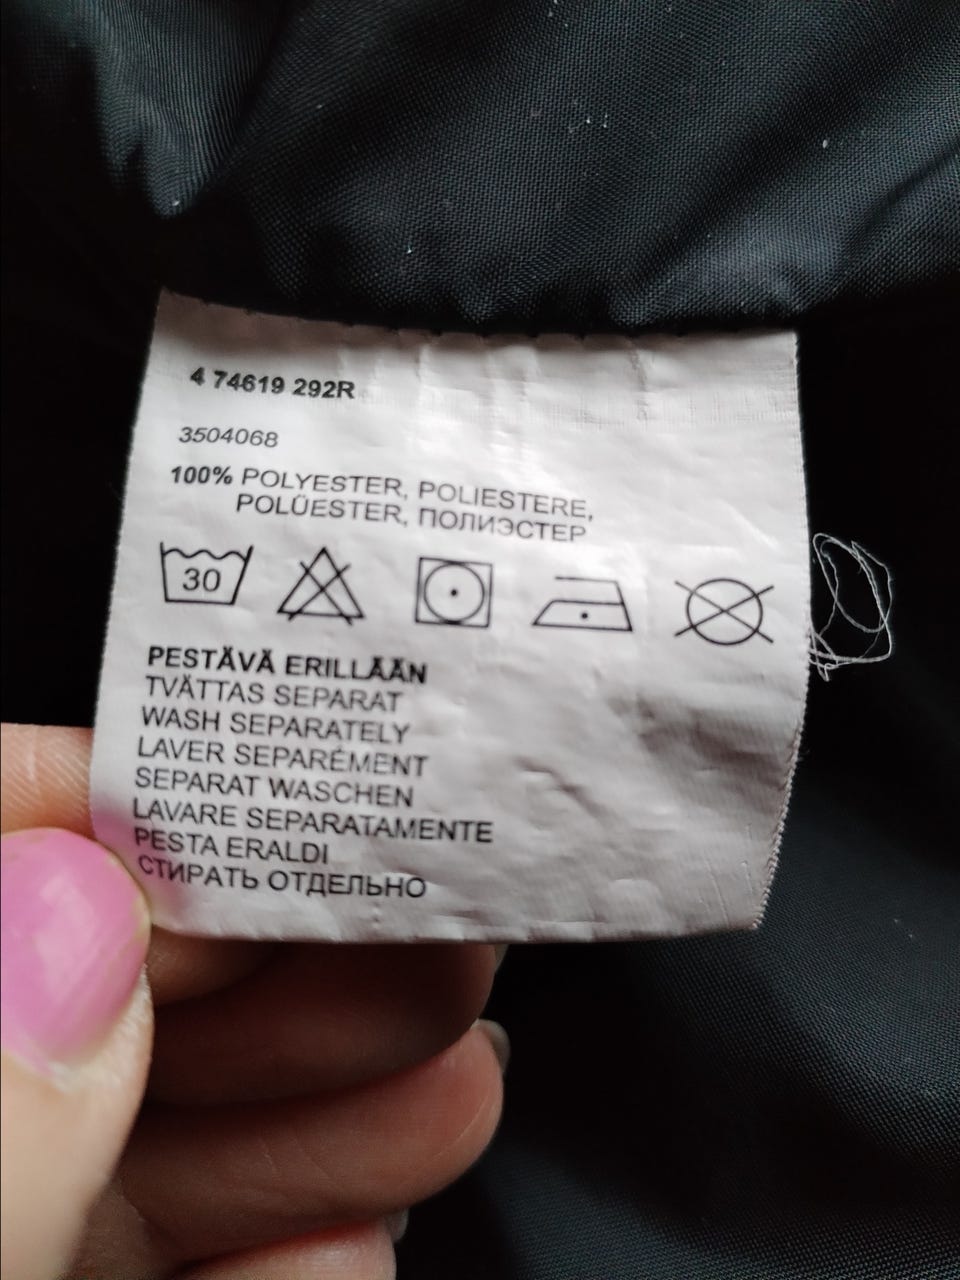 4 74619 292R
3504068
100% POLYESTER, POLIESTERE,
POLÜESTER, ПОЛИЭСТЕР
30
PESTÄVÄ ERILLÄÄN
TVÄTTAS SEPARAT
WASH SEPARATELY
LAVER SEPARÉMENT
SEPARAT WASCHEN
LAVARE SEPARATAMENTE
PESTA ERALDI
СТИРАТЬ ОТДЕЛЬНО